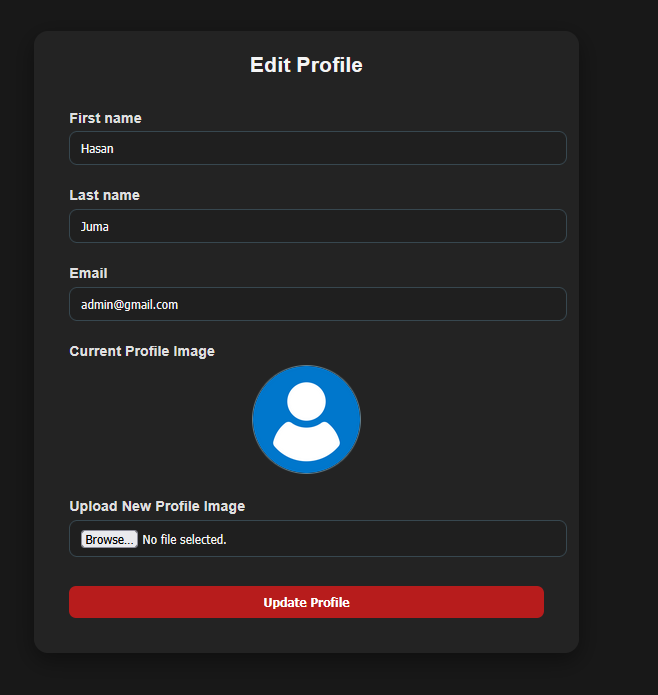 Edit Profile
First name
Hasan
Last name
Juma
Email
admin@gmail.com
Current Profile Image
Upload New Profile Image
Browse... No file selected.
Update Profile